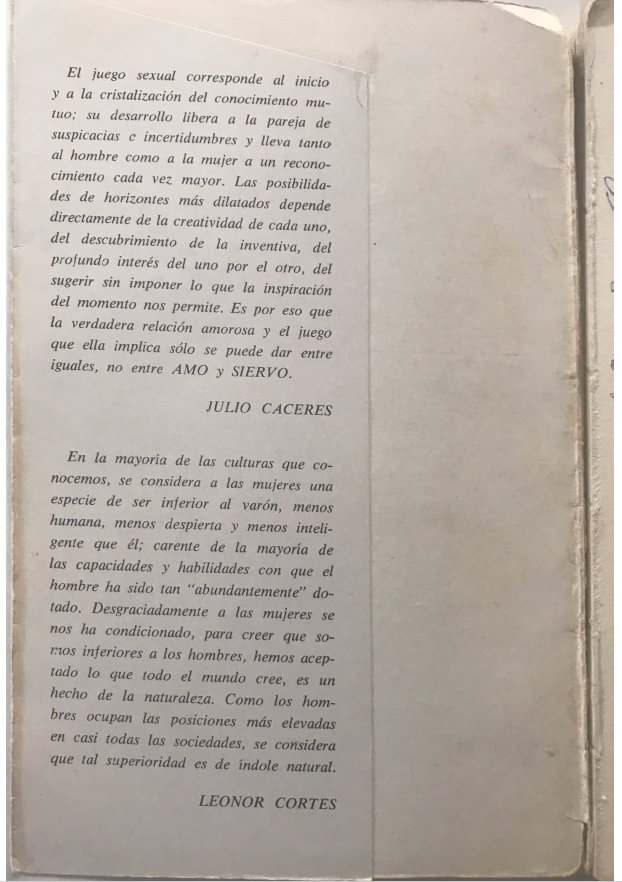 El juego sexual corresponde al inicio
y a la cristalización del conocimiento mu-
tuo; su desarrollo libera a la pareja de
suspicacias e incertidumbres y lleva tanto
al hombre como a la mujer a un recono-
cimiento cada vez mayor. Las posibilida-
des de horizontes más dilatados depende
directamente de la creatividad de cada uno,
del descubrimiento de la inventiva, del
profundo interés del uno por el otro, del
sugerir sin imponer lo que la inspiración
del momento nos permite. Es por eso que
la verdadera relación amorosa y el juego
que ella implica sólo se puede dar entre
iguales, no entre AMO y SIERVO.
JULIO CACERES
En la mayoría de las culturas que co-
nocemos, se considera a las mujeres una
especie de ser inferior al varón, menos
humana, menos despierta y menos inteli-
gente que él; carente de la mayoría de
las capacidades y habilidades con que el
hombre ha sido tan "abundantemente" do-
tado. Desgraciadamente a las mujeres se
nos ha condicionado, para creer que so-
mos inferiores a los hombres, hemos acep-
tado lo que todo el mundo cree, es un
hecho de la naturaleza. Como los hom-
bres ocupan las posiciones más elevadas
en casi todas las sociedades, se considera
que tal superioridad es de índole natural.
LEONOR CORTES